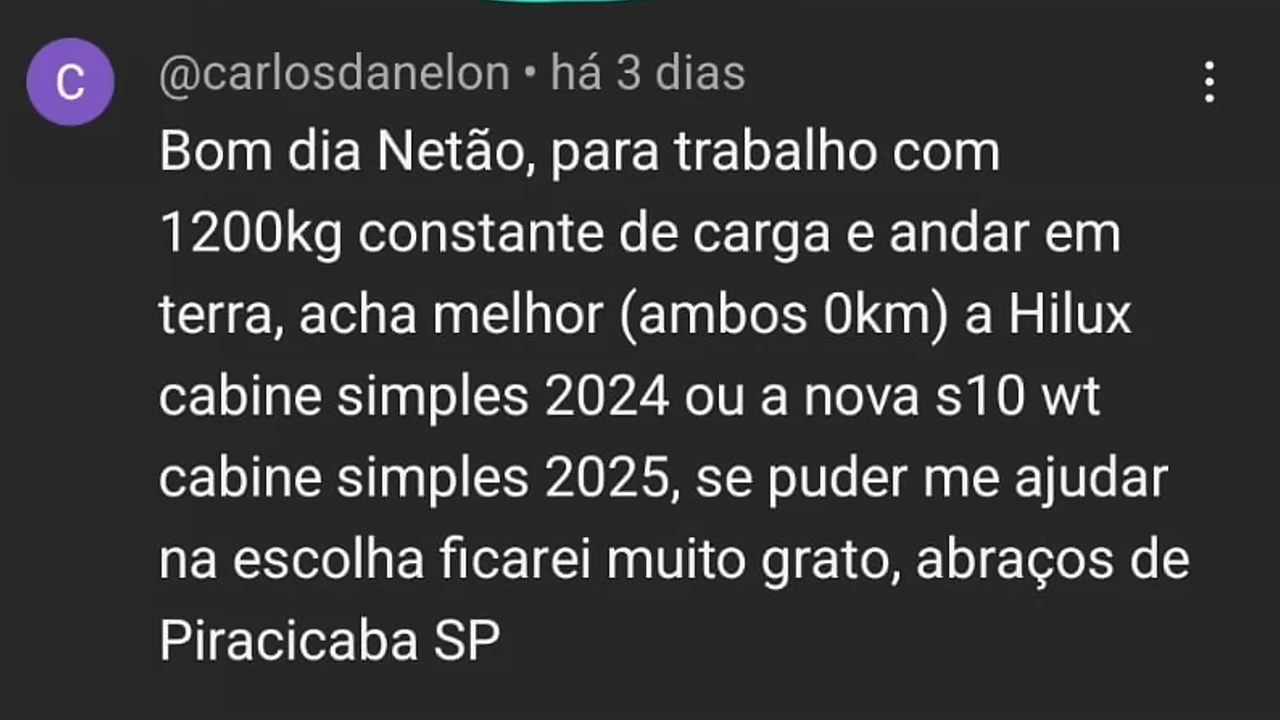 C
@carlosdanelon • há 3 dias
Bom dia Netão, para trabalho com
1200kg constante de carga e andar em
terra, acha melhor (ambos 0km) a Hilux
cabine simples 2024 ou a nova s10 wt
cabine simples 2025, se puder me ajudar
na escolha ficarei muito grato, abraços de
Piracicaba SP